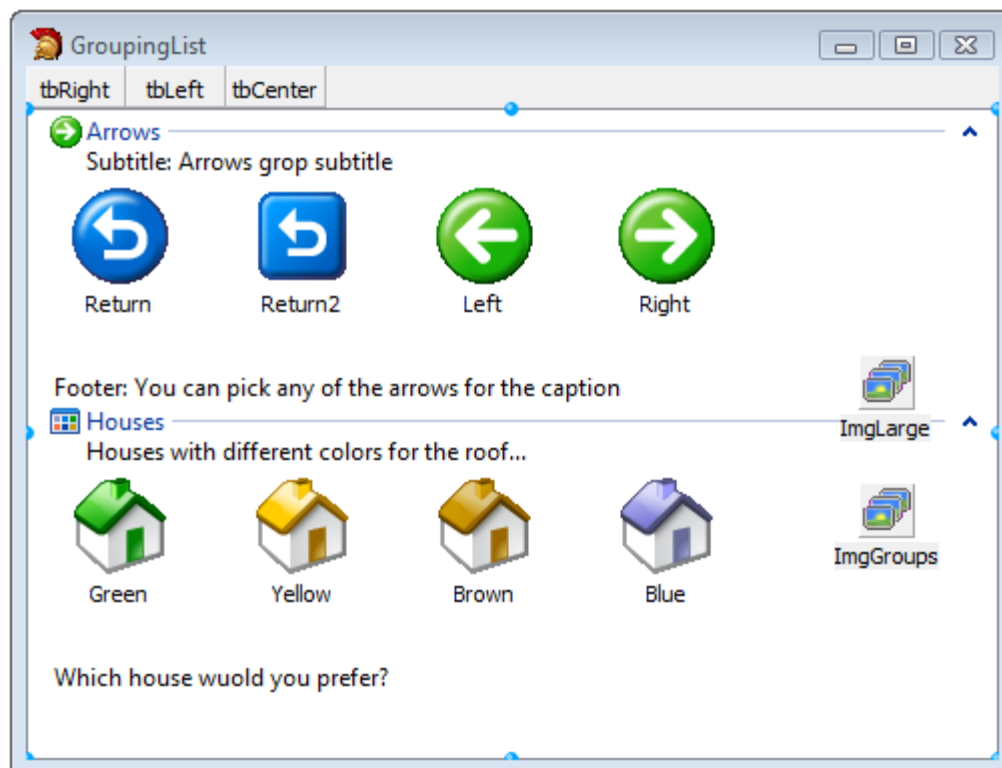 GroupingList
tbRight tbLeft tbCenter
Arrows
Subtitle: Arrows grop subtitle
Return Return2 Left Right
Footer: You can pick any of the arrows for the caption
ImgLarge
Houses
Houses with different colors for the roof...
ImgGroups
Green Yellow Brown Blue
Which house wuold you prefer?